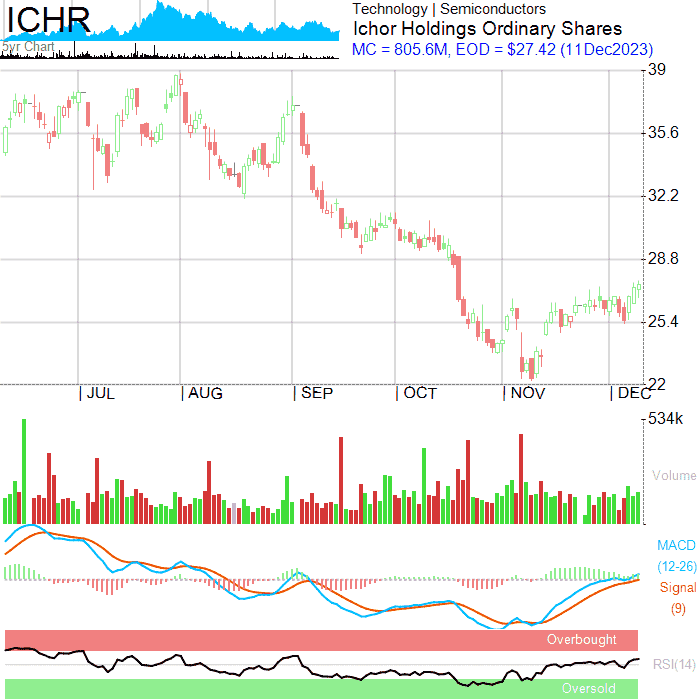 ICHR
5yr Chart
Technology | Semiconductors
Ichor Holdings Ordinary Shares
MC = 805.6M, EOD = $27.42 (11Dec2023)
39
35.6
32.2
28.8
25.4
22
JUL
AUG
SEP
OCT
NOV
DEC
534k
Volume
MACD
(12-26)
Signal
(9)
Overbought
RSI(14)
Oversold